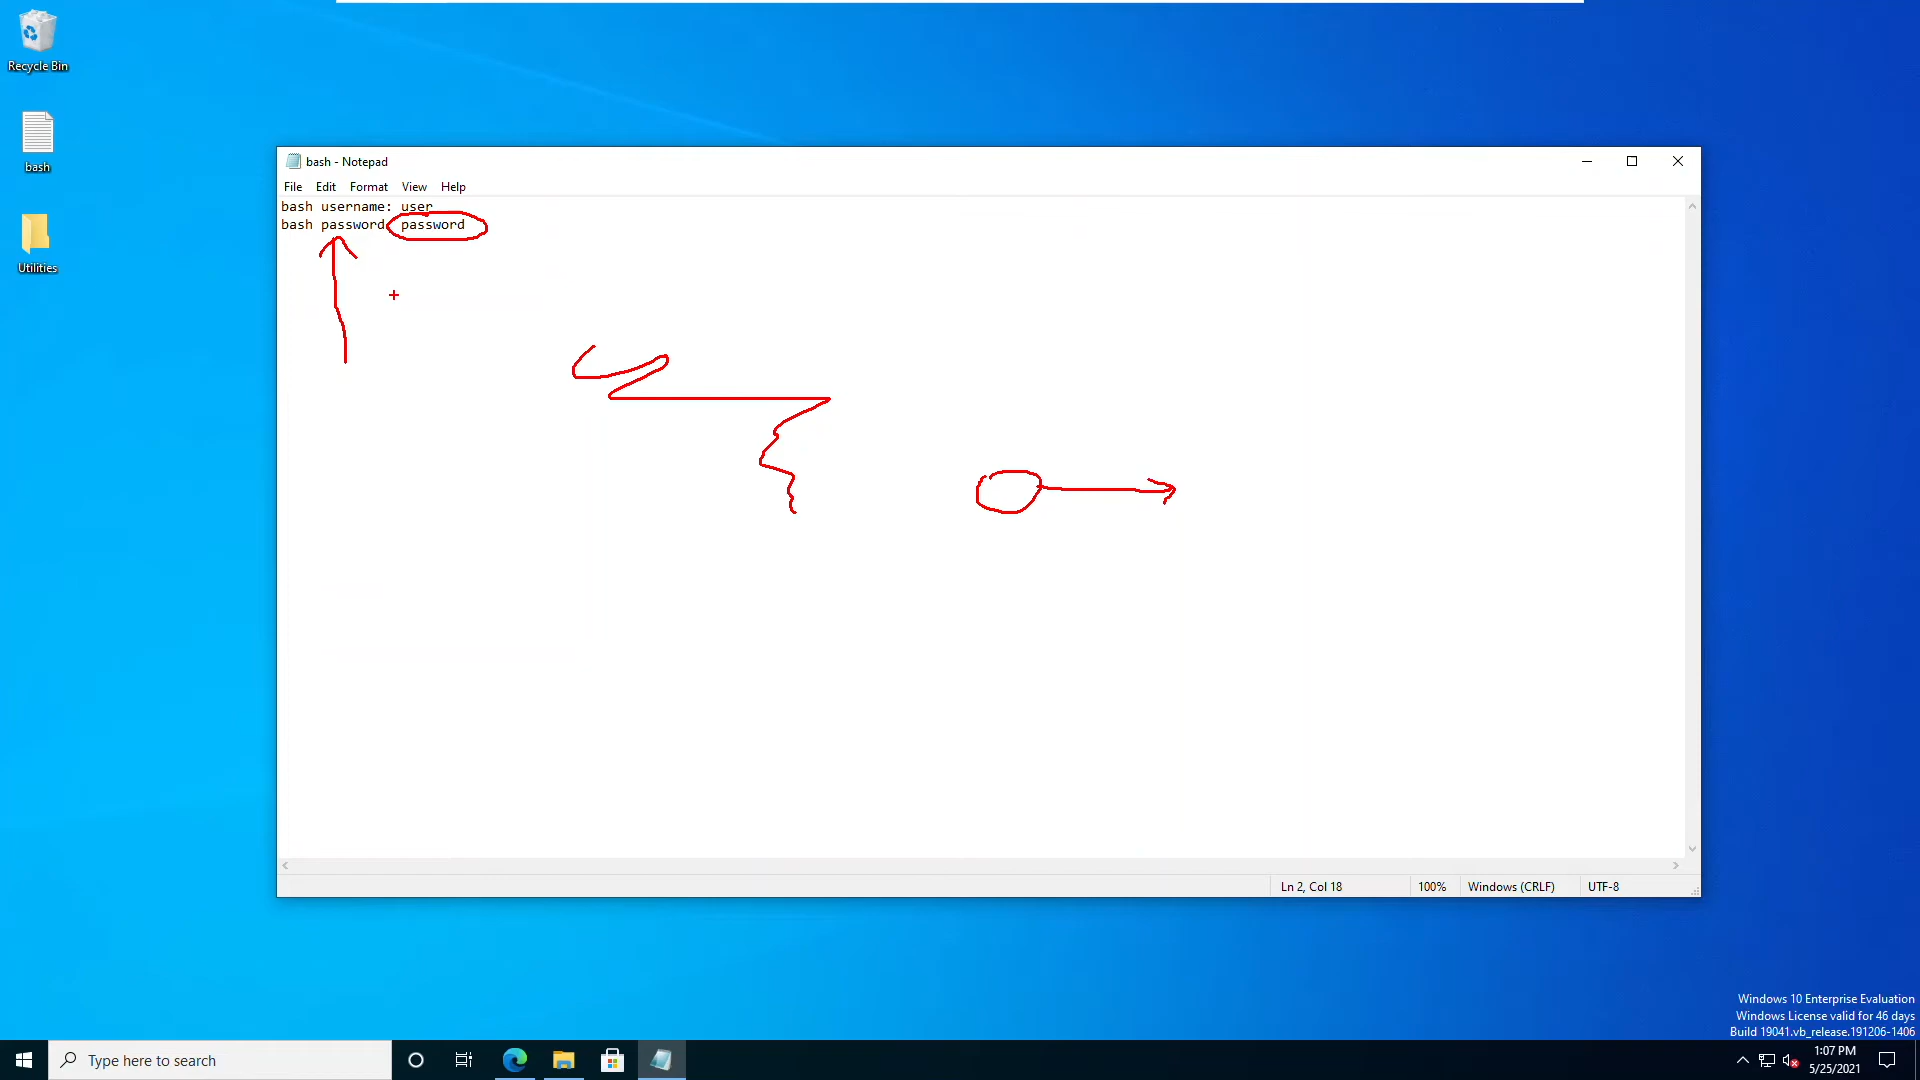 Recycle Bin
bash
Utilities
bash - Notepad
File Edit Format View Help
bash username: user
bash password password
Ln 2, Col 18 100% Windows (CRLF) UTF-8
Windows 10 Enterprise Evaluation
Windows License valid for 46 days
Build 19041.vb_release.191206-1406
Type here to search
1:07 PM
5/25/2021